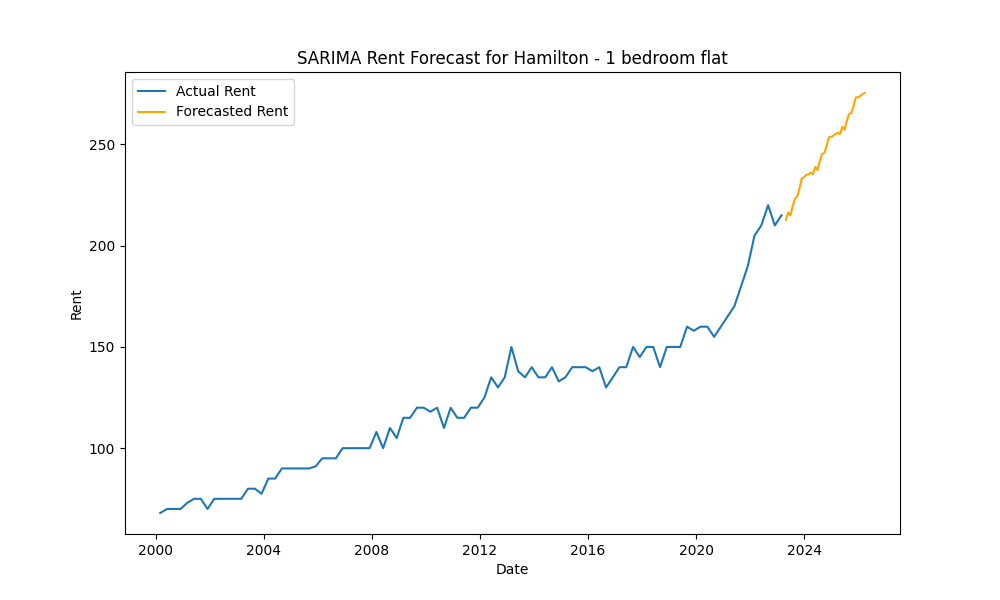 SARIMA Rent Forecast for Hamilton - 1 bedroom flat
Actual Rent
Forecasted Rent
250
200
150
100
Rent
2000 2004 2008 2012 2016 2020 2024
Date